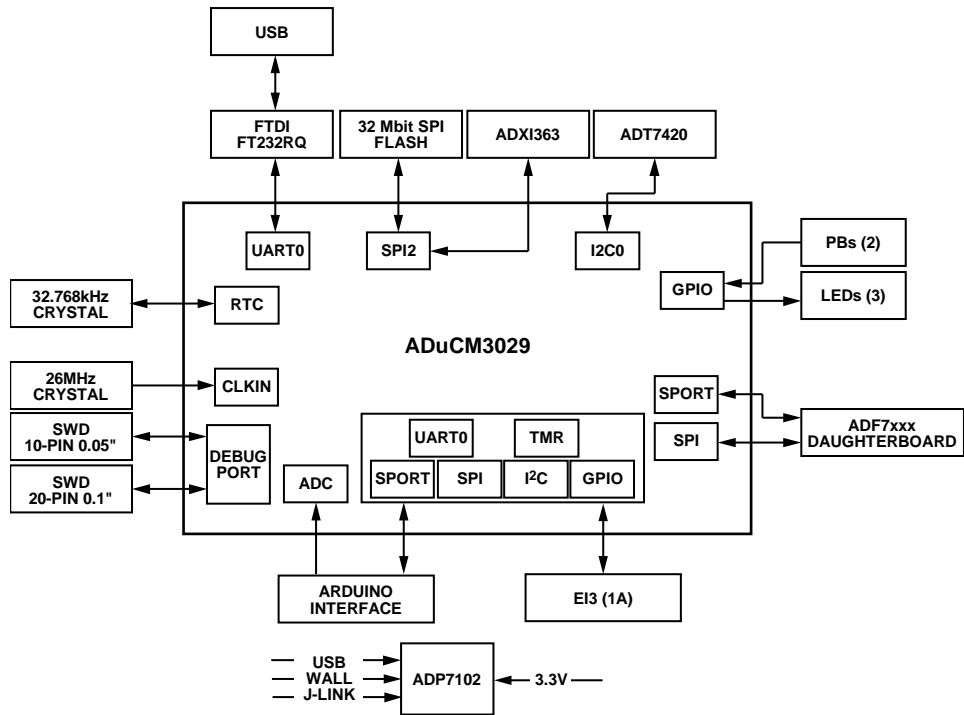 USB
FTDI
FT232RQ
32 Mbit SPI
FLASH
ADXl363
ADT7420
UART0
SPI2
I2C0
PBs (2)
GPIO
LEDs (3)
32.768kHz
CRYSTAL
RTC
ADuCM3029
26MHz
CRYSTAL
CLKIN
SPORT
SWD
10-PIN 0.05"
DEBUG
PORT
UART0
TMR
SPI
ADF7xxx
DAUGHTERBOARD
SWD
20-PIN 0.1"
ADC
SPORT
SPI
I²C
GPIO
ARDUINO
INTERFACE
EI3 (1A)
USB
WALL
J-LINK
ADP7102
3.3V